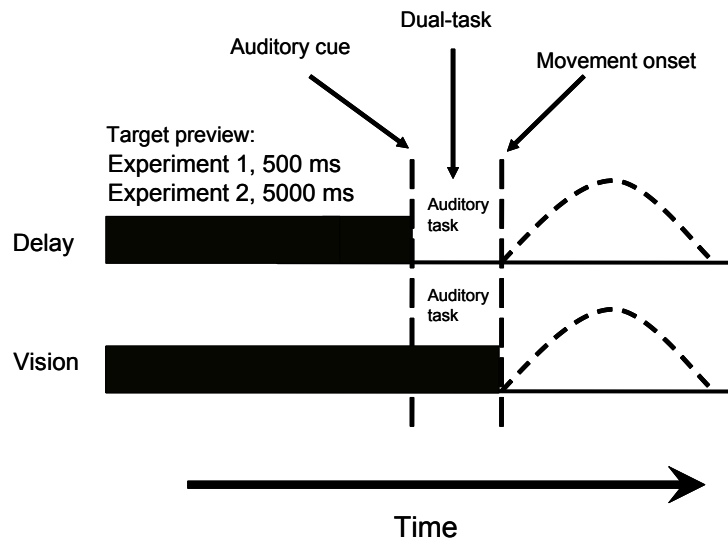 Dual-task
Auditory cue
Movement onset
Target preview:
Experiment 1, 500 ms
Experiment 2, 5000 ms
Auditory
task
Delay
Auditory
task
Vision
Time